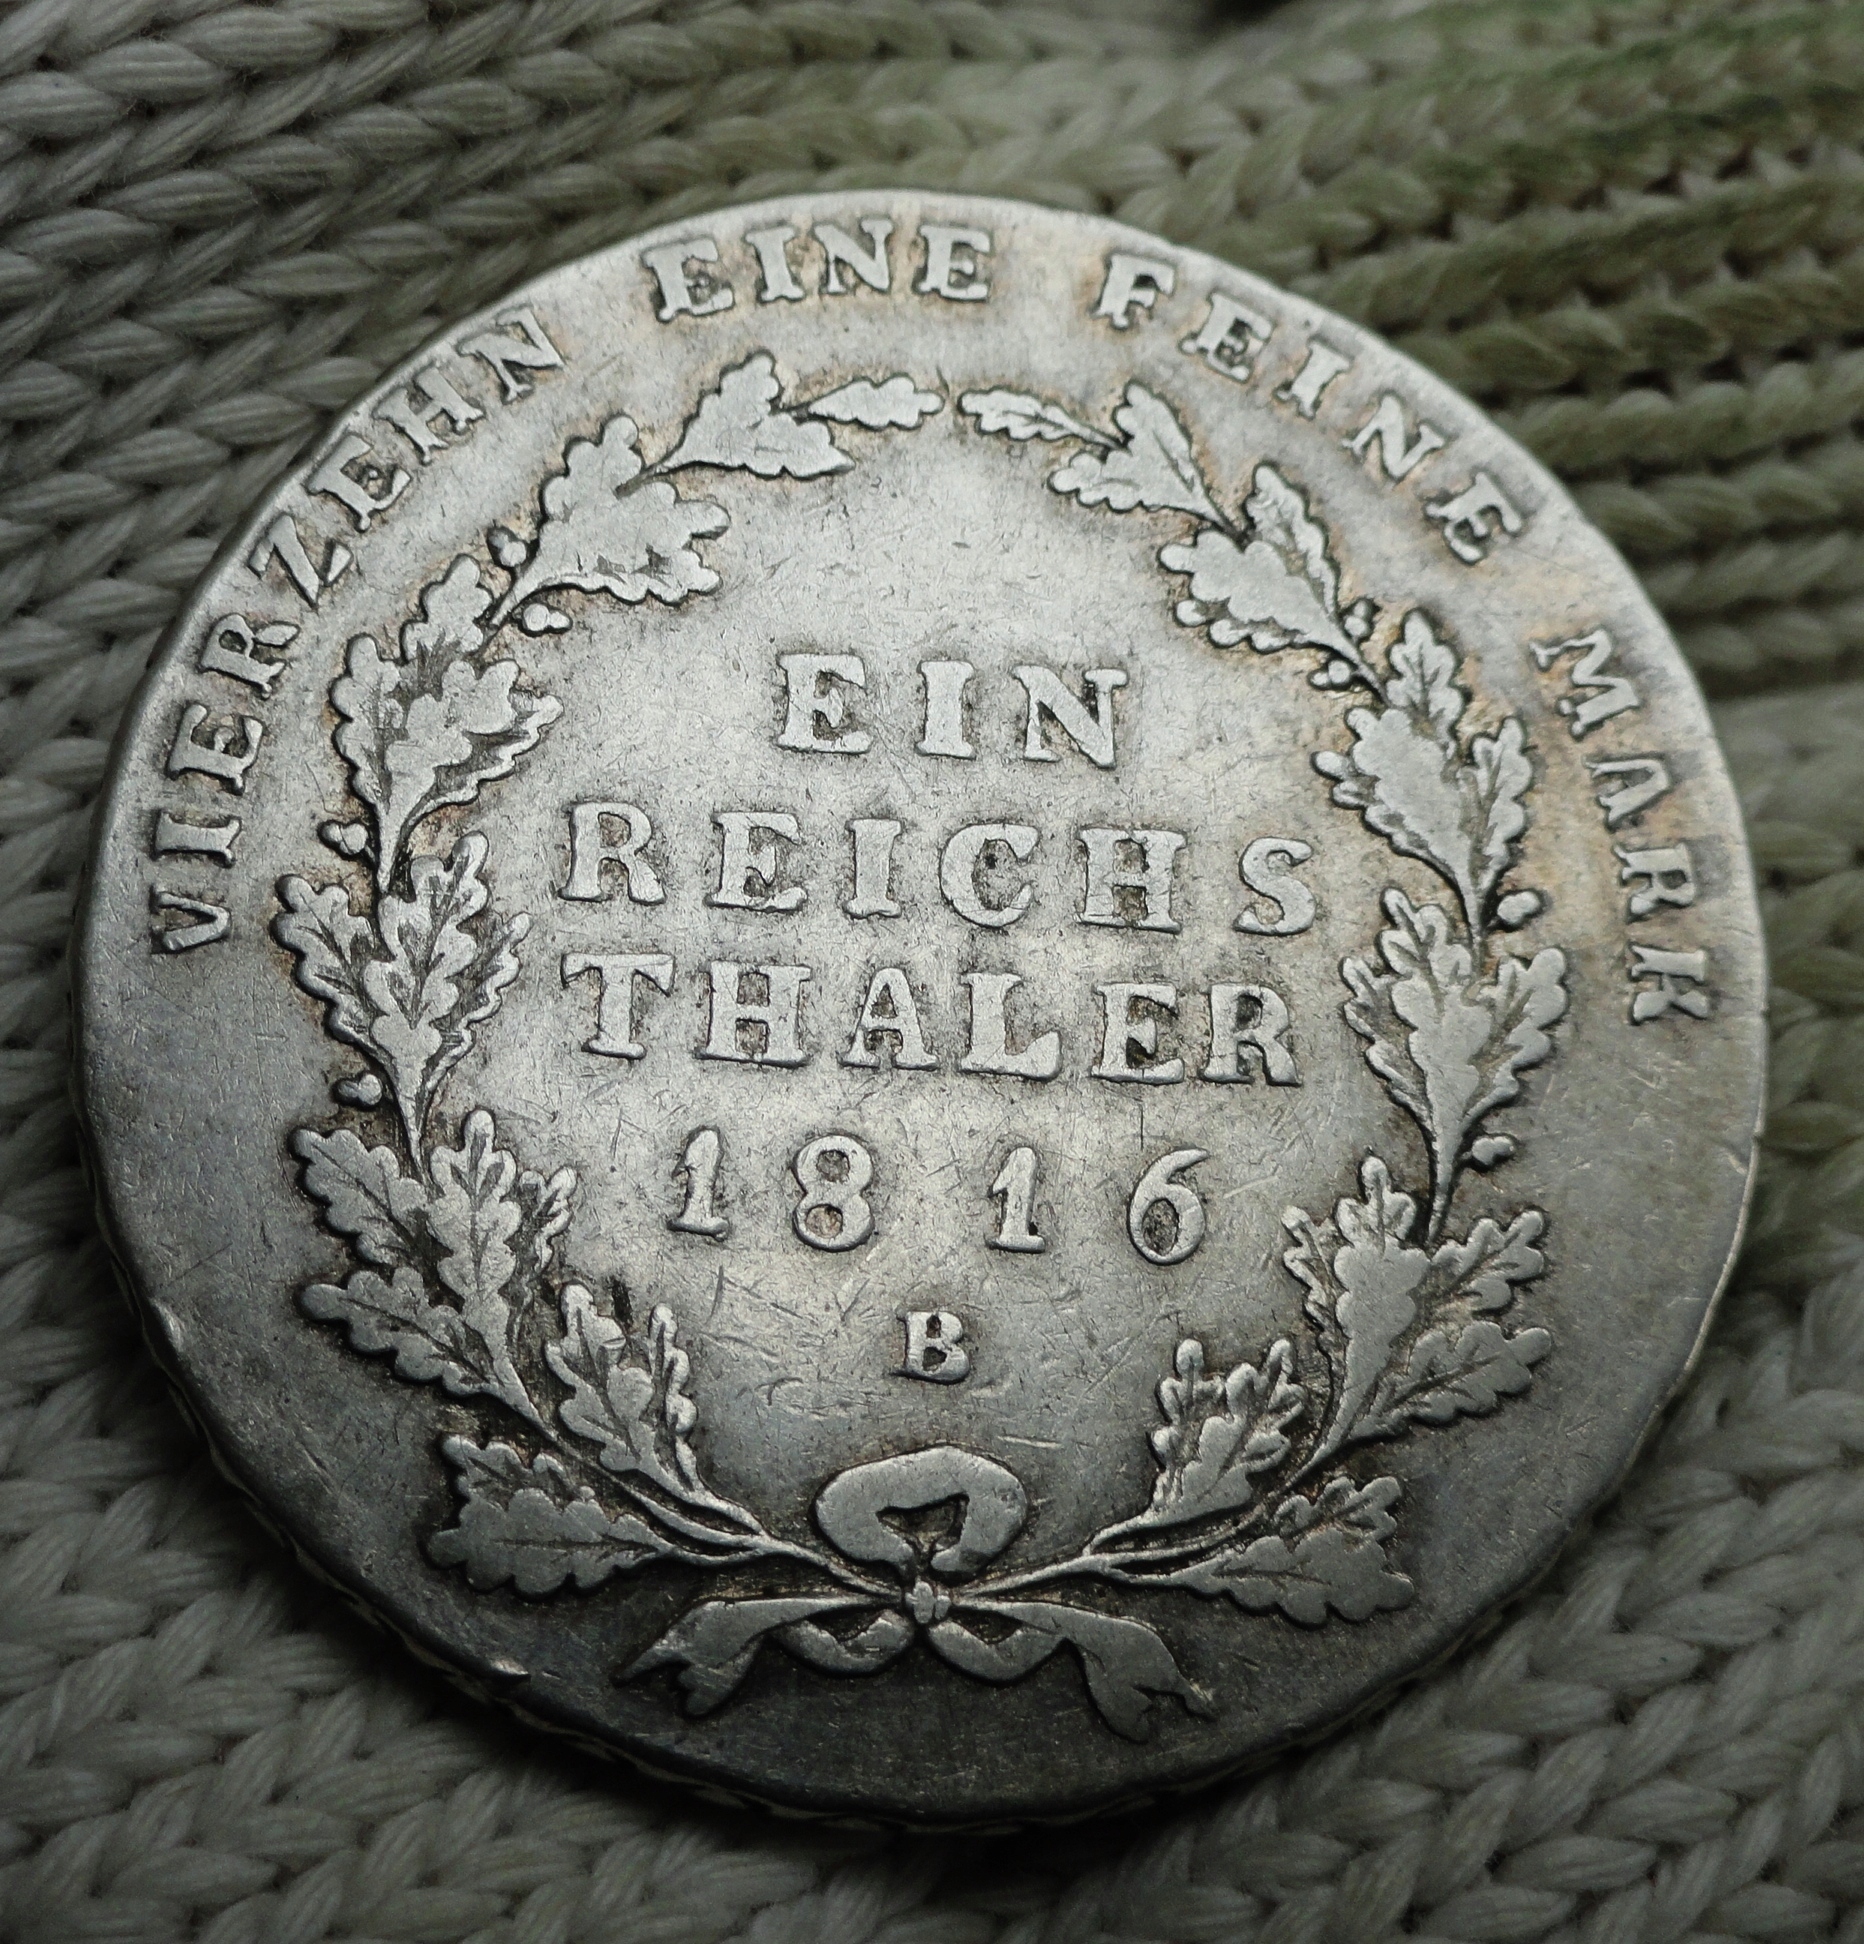 VIERZEHN EINE FEINE MARK
EIN
REICHS
THALER
1816
B